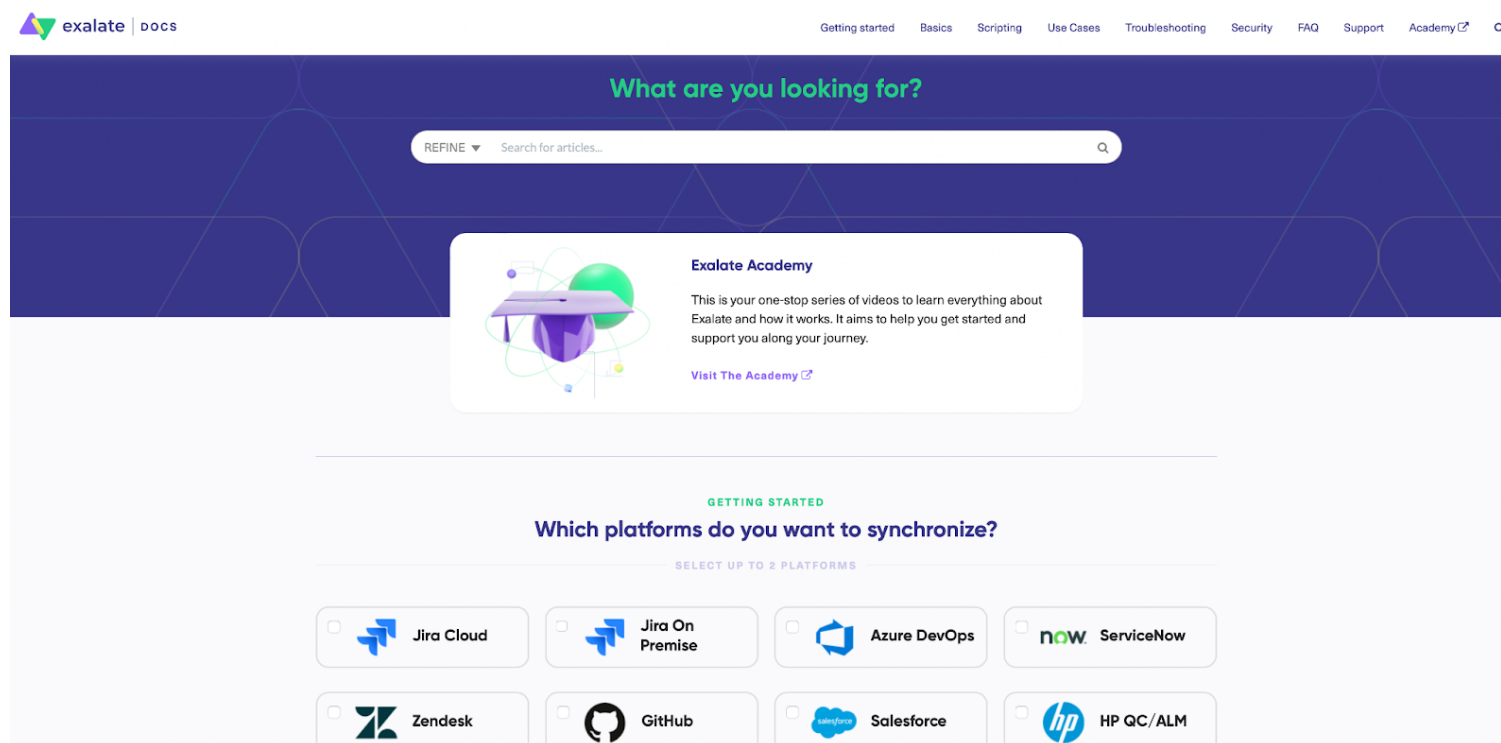 exalate DOCS
Getting started Basics Scripting Use Cases Troubleshooting Security FAQ Support Academy
What are you looking for?
REFINE Search for articles...
Exalate Academy
This is your one-stop series of videos to learn everything about
Exalate and how it works. It aims to help you get started and
support you along your journey.
Visit The Academy
GETTING STARTED
Which platforms do you want to synchronize?
SELECT UP TO 2 PLATFORMS
Jira Cloud
Jira On
Premise
Azure DevOps
now. ServiceNow
Zendesk
GitHub
salesforce Salesforce
hp HP QC/ALM